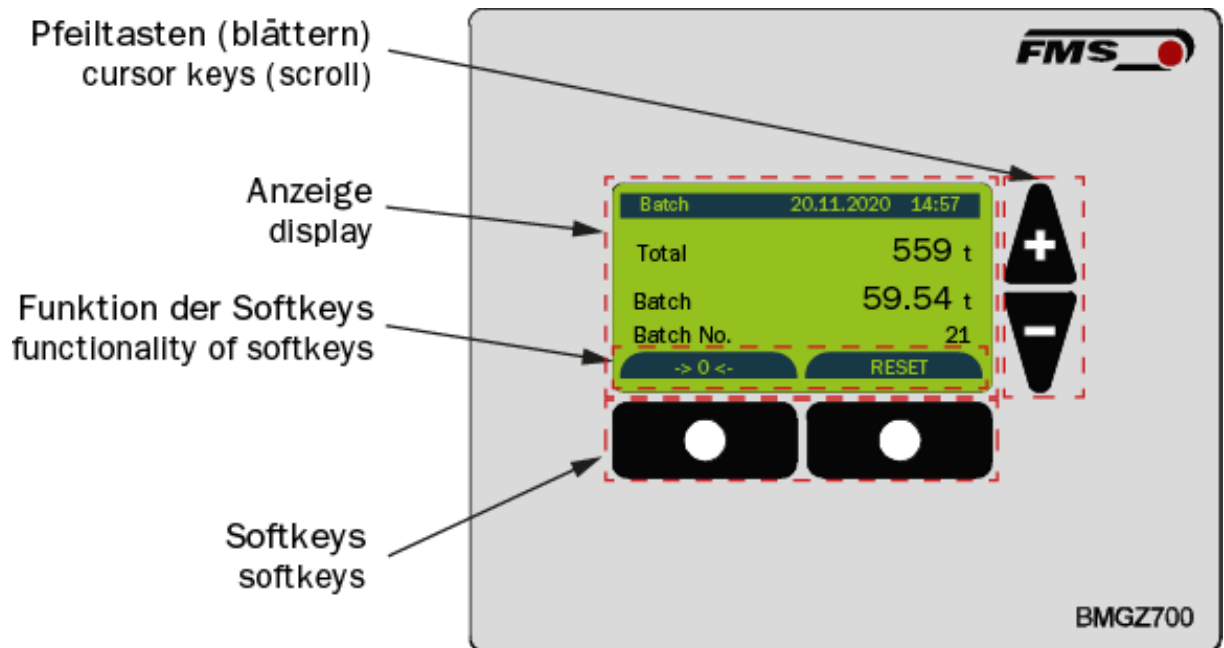 Pfeiltasten (blättern)
cursor keys (scroll)
FMS
Anzeige
display
Batch 20.11.2020 14:57
Total 559 t
Batch 59.54 t
Batch No. 21
-> 0 <- RESET
+
−
Funktion der Softkeys
functionality of softkeys
Softkeys
softkeys
BMGZ700